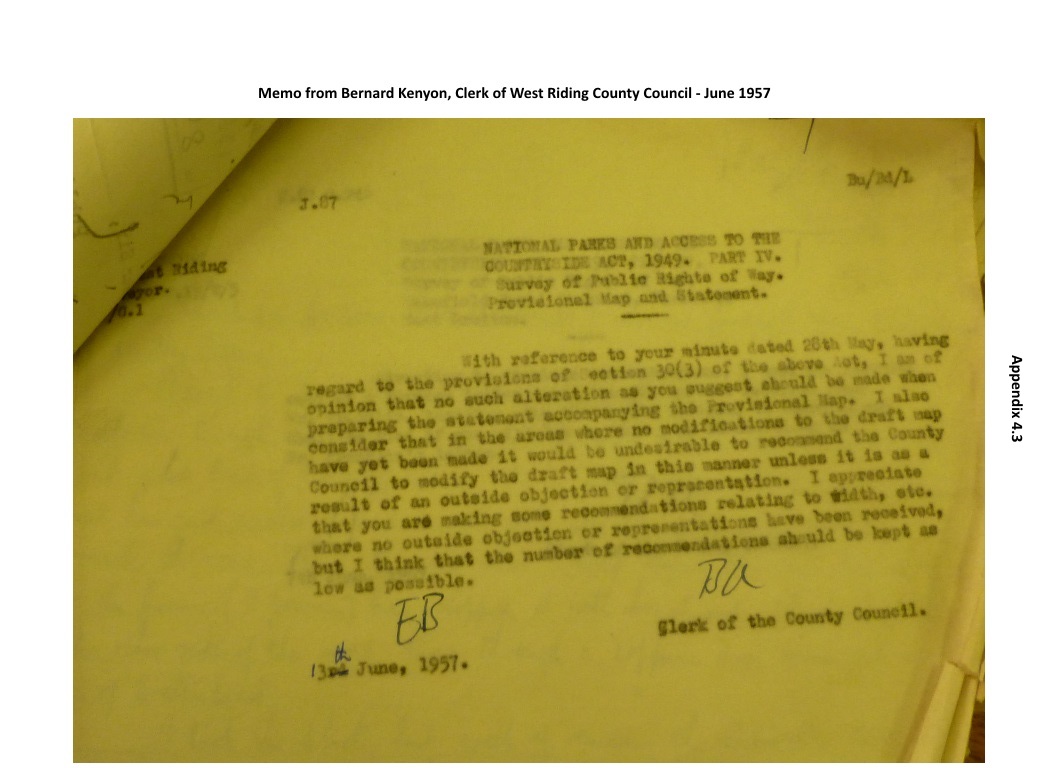 Memo from Bernard Kenyon, Clerk of West Riding County Council - June 1957
Bu/Bd/L
J.87
NATIONAL PARKS AND ACCESS TO THE
COUNTRYSIDE ACT, 1949. PART IV.
Survey of Public Rights of Way.
Provisional Map and Statement.
Riding
/6.1
With reference to your minute dated 28th May, having
regard to the provisions of Section 30(3) of the above Act, I am of
opinion that no such alteration as you suggest should be made when
preparing the statement accompanying the Provisional Map. I also
consider that in the areas where no modifications to the draft map
have yet been made it would be undesirable to recommend the County
Council to modify the draft map in this manner unless it is as a
result of an outside objection or representation. I appreciate
that you are making some recommendations relating to width, etc.
where no outside objection or representations have been received,
but I think that the number of recommendations should be kept as
low as possible.
EB
Clerk of the County Council.
13th June, 1957.
Appendix 4.3